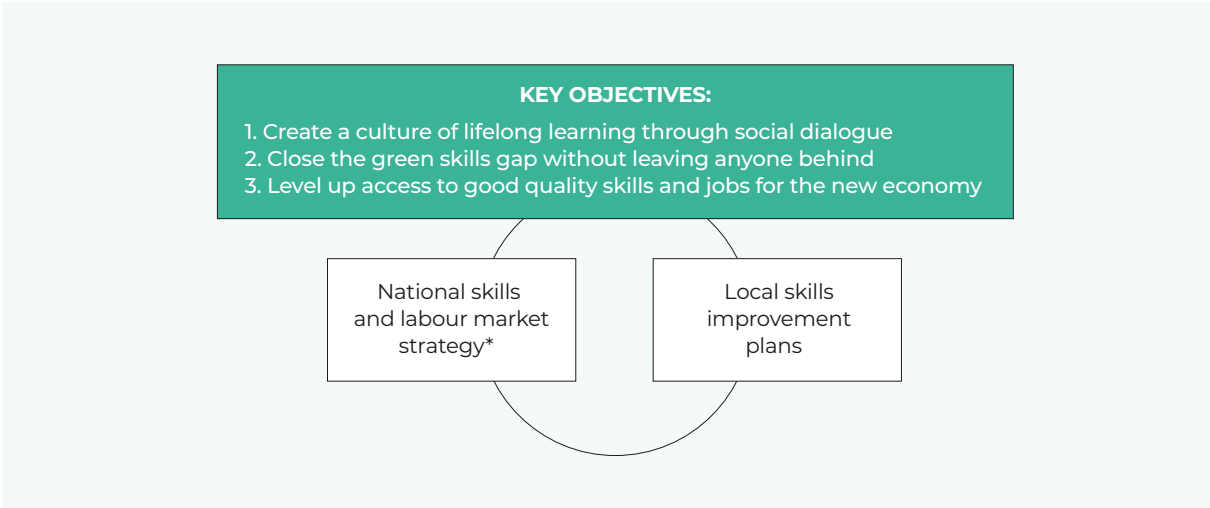 KEY OBJECTIVES:
1. Create a culture of lifelong learning through social dialogue
2. Close the green skills gap without leaving anyone behind
3. Level up access to good quality skills and jobs for the new economy
National skills
and labour market
strategy*
Local skills
improvement
plans